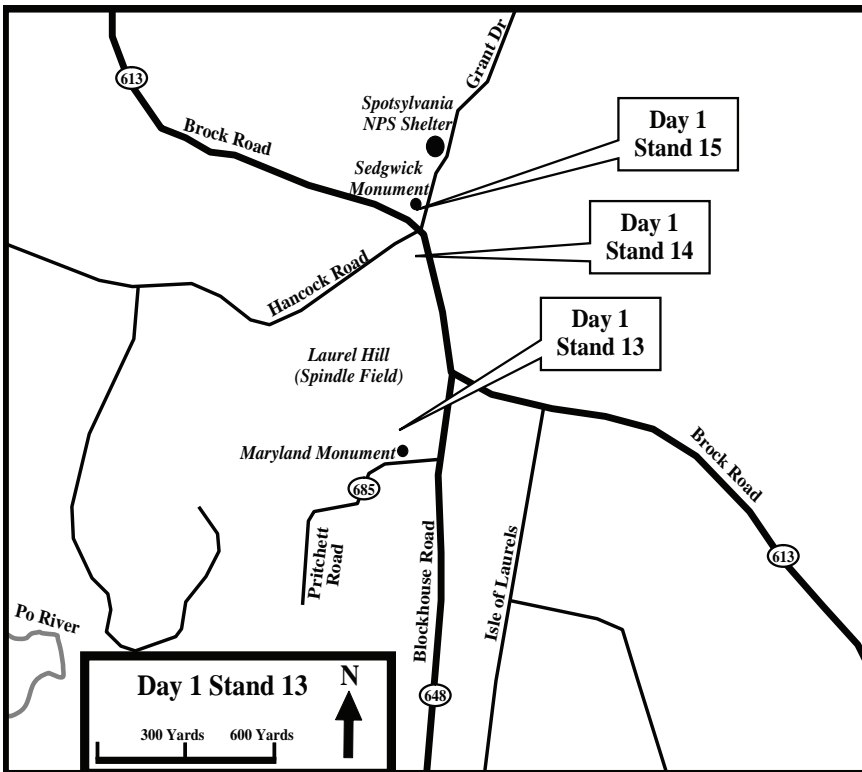 Grant Dr
613
Spotsylvania
NPS Shelter
Day 1
Stand 15
Brock Road
Sedgwick
Monument
Day 1
Stand 14
Hancock Road
Day 1
Stand 13
Laurel Hill
(Spindle Field)
Maryland Monument
685
Brock Road
Pritchett
Road
Blockhouse Road
Isle of Laurels
613
Po River
Day 1 Stand 13
N
300 Yards
600 Yards
648